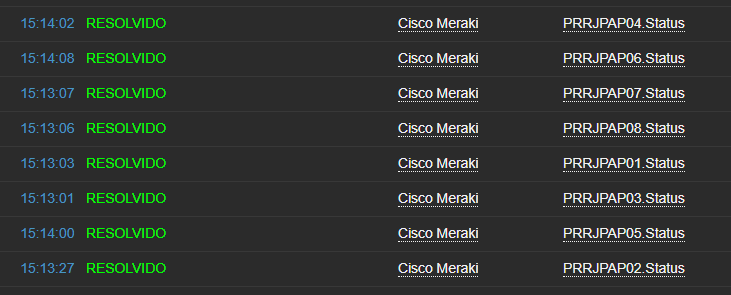 15:14:02 RESOLVIDO Cisco Meraki PRRJPAP04.Status
15:14:08 RESOLVIDO Cisco Meraki PRRJPAP06.Status
15:13:07 RESOLVIDO Cisco Meraki PRRJPAP07.Status
15:13:06 RESOLVIDO Cisco Meraki PRRJPAP08.Status
15:13:03 RESOLVIDO Cisco Meraki PRRJPAP01.Status
15:13:01 RESOLVIDO Cisco Meraki PRRJPAP03.Status
15:14:00 RESOLVIDO Cisco Meraki PRRJPAP05.Status
15:13:27 RESOLVIDO Cisco Meraki PRRJPAP02.Status